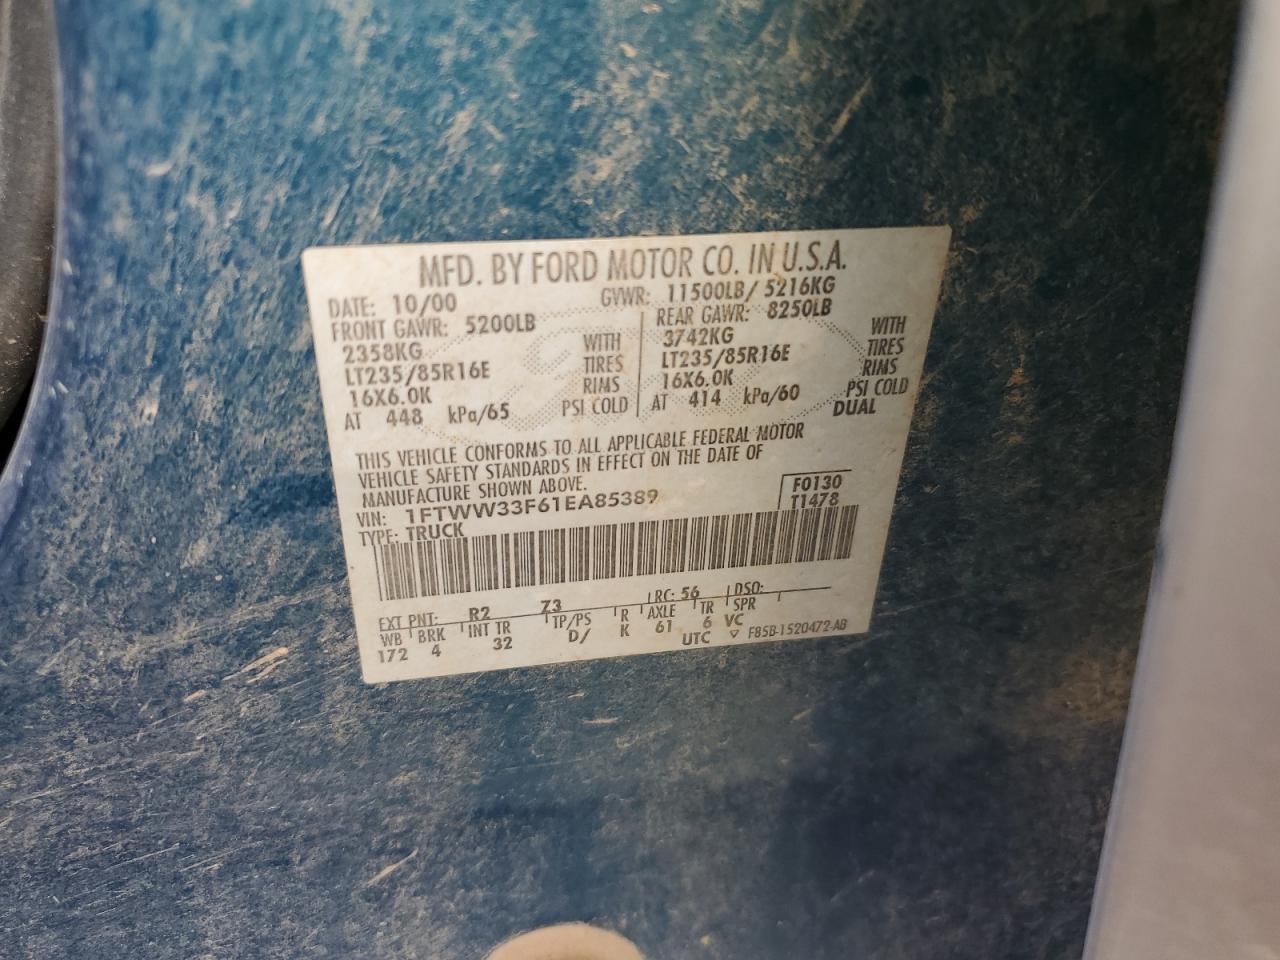 MFD. BY FORD MOTOR CO. IN U.S.A.
DATE: 10/00 GVWR: 11500LB/ 5216KG
FRONT GAWR: 5200LB REAR GAWR: 8250LB
2358KG WITH 3742KG WITH
LT235/85R16E TIRES LT235/85R16E TIRES
16X6.0K RIMS 16X6.0K RIMS
AT 448 kPa/65 PSI COLD AT 414 kPa/60 PSI COLD
DUAL
THIS VEHICLE CONFORMS TO ALL APPLICABLE FEDERAL MOTOR
VEHICLE SAFETY STANDARDS IN EFFECT ON THE DATE OF
MANUFACTURE SHOWN ABOVE.
VIN: 1FTWW33F61EA85389 F0130
TYPE: TRUCK T1478
EXT PNT: R2 Z3 RC: 56 DSO:
WB BRK INT TR TP/PS R AXLE TR SPR
172 4 32 D/ K 61 6 VC
UTC ▽ F85B-1520472-AB